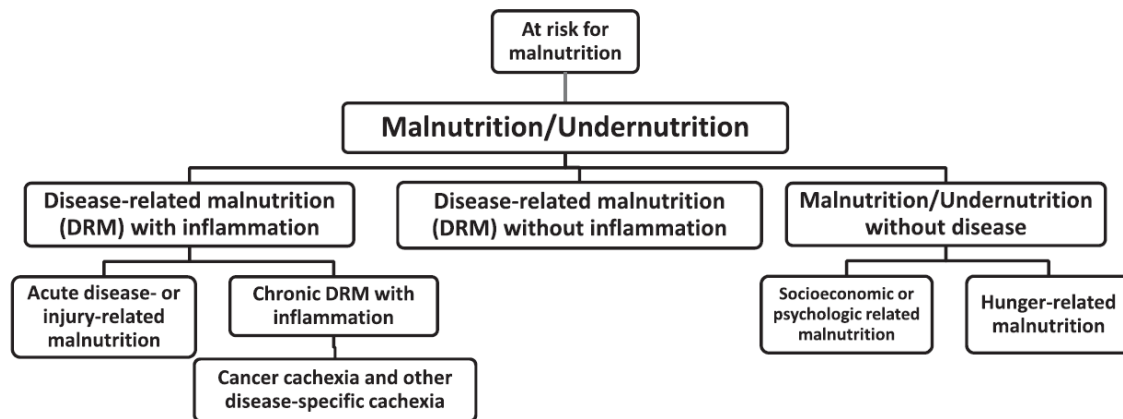 At risk for
malnutrition
Malnutrition/Undernutrition
Disease-related malnutrition
(DRM) with inflammation
Disease-related malnutrition
(DRM) without inflammation
Malnutrition/Undernutrition
without disease
Acute disease- or
injury-related
malnutrition
Chronic DRM with
inflammation
Socioeconomic or
psychologic related
malnutrition
Hunger-related
malnutrition
Cancer cachexia and other
disease-specific cachexia